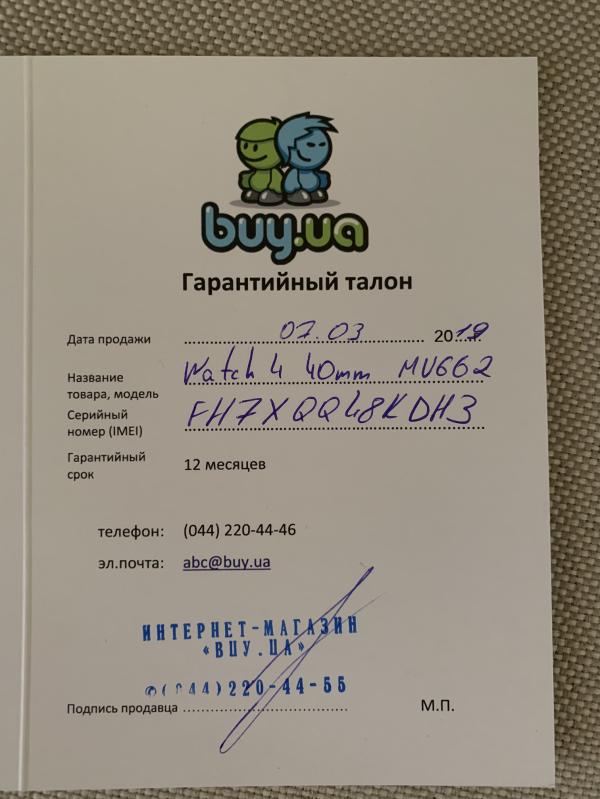 buy.ua
Гарантийный талон
Дата продажи 07.03 2019
Название Watch 4 40mm MU662
товара, модель
Серийный FH7XQQ48KDH3
номер (IMEI)
Гарантийный
срок 12 месяцев
телефон: (044) 220-44-46
эл.почта: abc@buy.ua
ИНТЕРНЕТ-МАГАЗИН
«BUY.UA»
✆(044)220-44-55
Подпись продавца М.П.